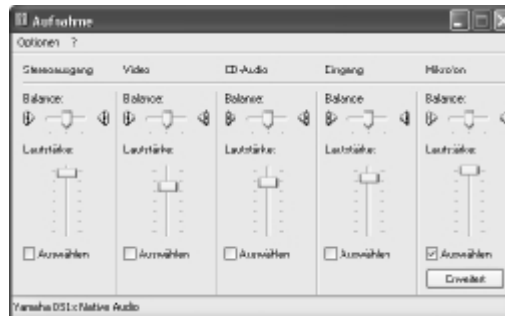 Aufnahme
Optionen ?
Stereoausgang Video CD-Audio Eingang Mikrofon
Balance: Balance: Balance: Balance Balance:
Lautstärke: Lautstärke: Lautstärke: Lautstärke: Lautstärke:
Auswählen Auswählen Auswählen Auswählen Auswählen
Erweitert
Yamaha DS1x Native Audio